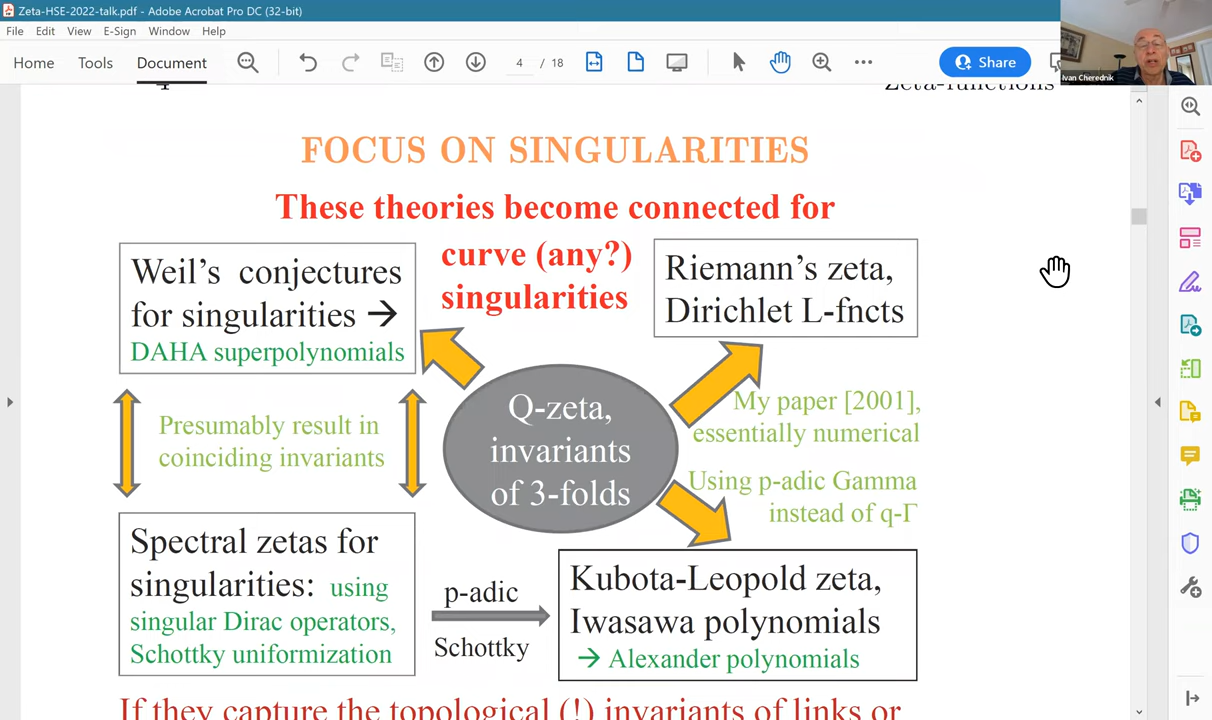 Zeta-HSE-2022-talk.pdf - Adobe Acrobat Pro DC (32-bit)
File Edit View E-Sign Window Help
Home Tools Document
4 / 18
Share
Ivan Cherednik
Zeta-functions
FOCUS ON SINGULARITIES
These theories become connected for
curve (any?)
singularities
Weil's conjectures
for singularities →
DAHA superpolynomials
Riemann's zeta,
Dirichlet L-fncts
Presumably result in
coinciding invariants
Q-zeta,
invariants
of 3-folds
My paper [2001],
essentially numerical
Using p-adic Gamma
instead of q-Γ
Spectral zetas for
singularities: using
singular Dirac operators,
Schottky uniformization
p-adic
Schottky
Kubota-Leopold zeta,
Iwasawa polynomials
→ Alexander polynomials
If they capture the topological (!) invariants of links or